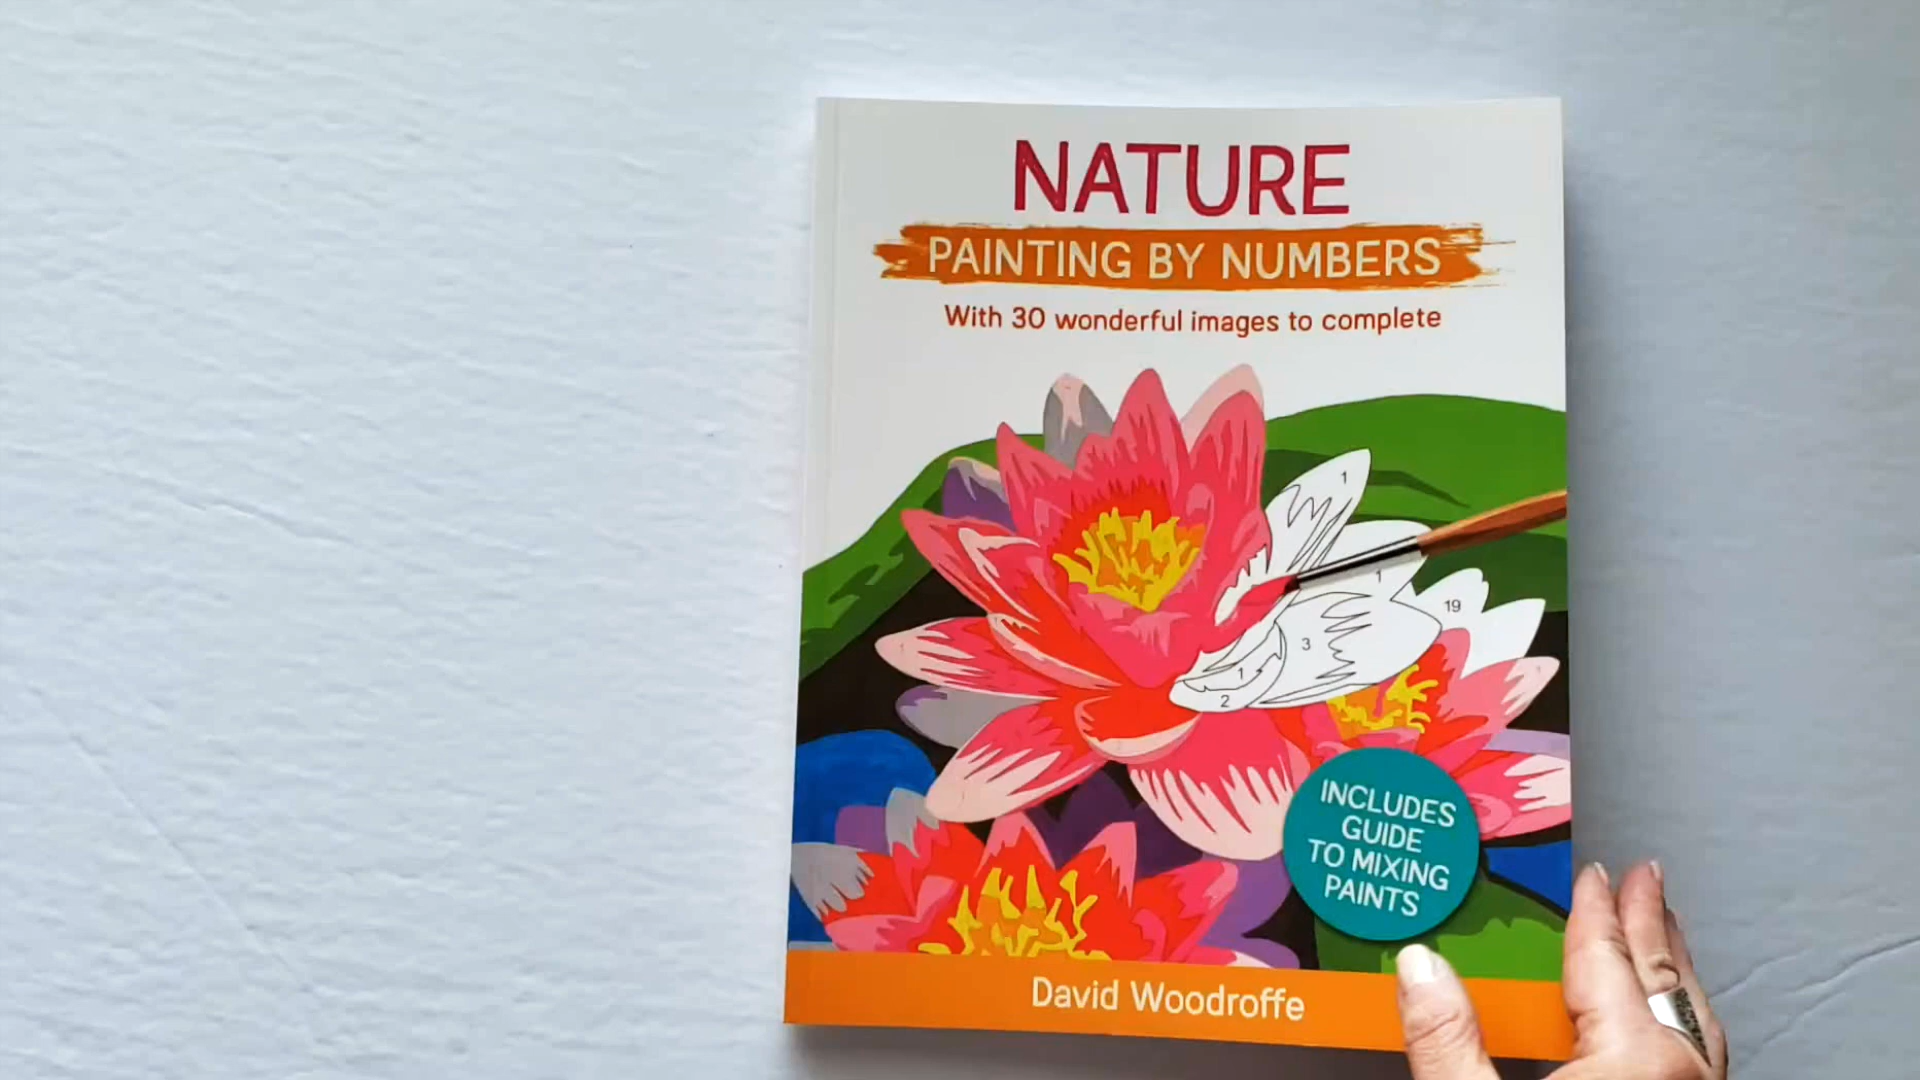 NATURE
PAINTING BY NUMBERS
With 30 wonderful images to complete
1
1
19
3
1
2
INCLUDES
GUIDE
TO MIXING
PAINTS
David Woodroffe